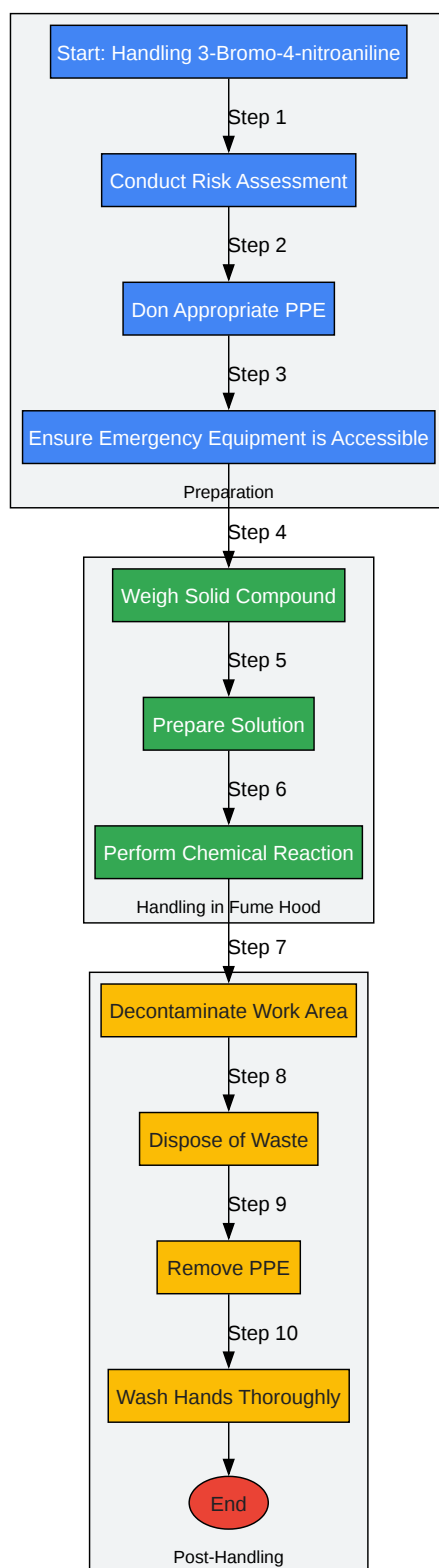 Start: Handling 3-Bromo-4-nitroaniline
Step 1
Conduct Risk Assessment
Step 2
Don Appropriate PPE
Step 3
Ensure Emergency Equipment is Accessible
Preparation
Step 4
Weigh Solid Compound
Step 5
Prepare Solution
Step 6
Perform Chemical Reaction
Handling in Fume Hood
Step 7
Decontaminate Work Area
Step 8
Dispose of Waste
Step 9
Remove PPE
Step 10
Wash Hands Thoroughly
End
Post-Handling